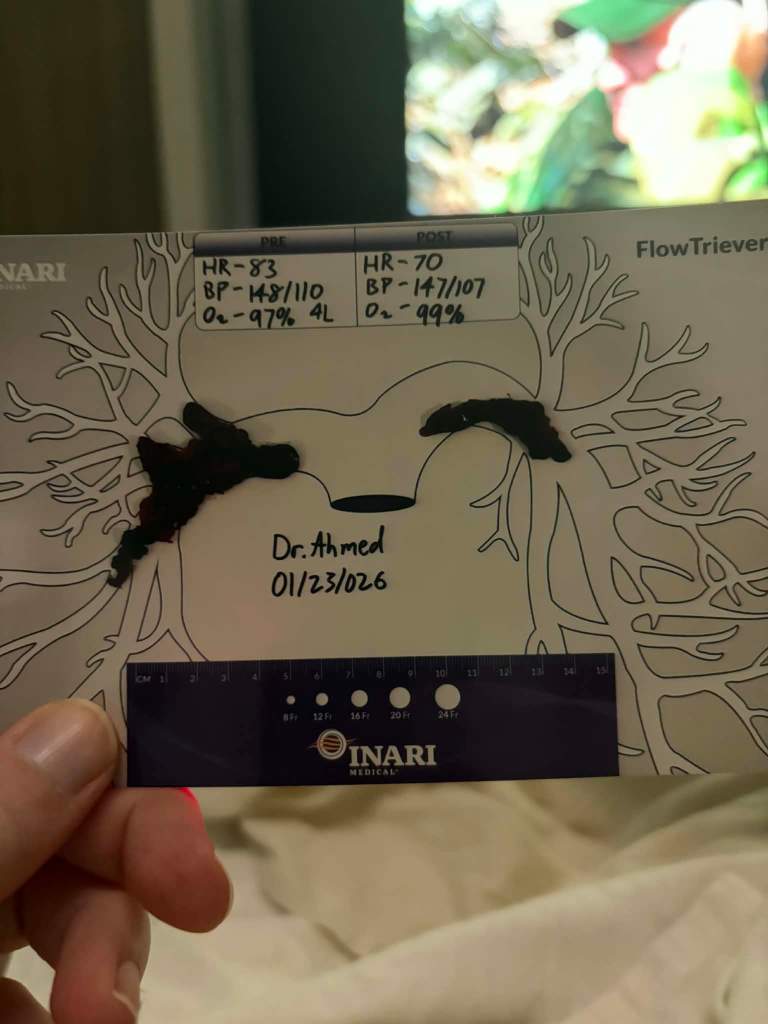 PRE
POST
HR-83
HR-70
BP-148/110
BP-147/107
O2-97% 4L
O2-99%
NARI
MEDICAL
FlowTriever
Dr. Ahmed
01/23/026
CM 1 2 3 4 5 6 7 8 9 10 11 12 13 14 15
8 Fr 12 Fr 16 Fr 20 Fr 24 Fr
INARI
MEDICAL